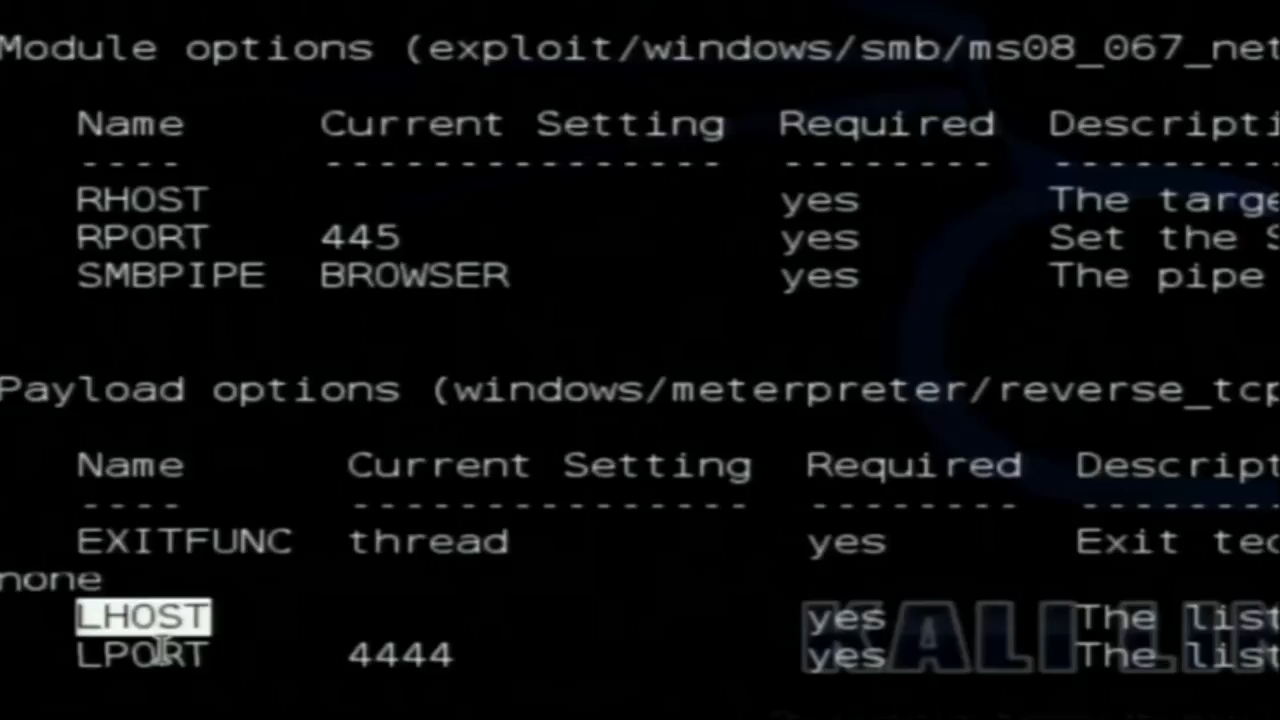 Module options (exploit/windows/smb/ms08_067_net
Name Current Setting Required Descripti
---- --------------- -------- ---------
RHOST yes The targe
RPORT 445 yes Set the S
SMBPIPE BROWSER yes The pipe
Payload options (windows/meterpreter/reverse_tcp
Name Current Setting Required Descript
---- --------------- -------- --------
EXITFUNC thread yes Exit tec
none
LHOST yes The list
LPORT 4444 yes The list
KALI LIN